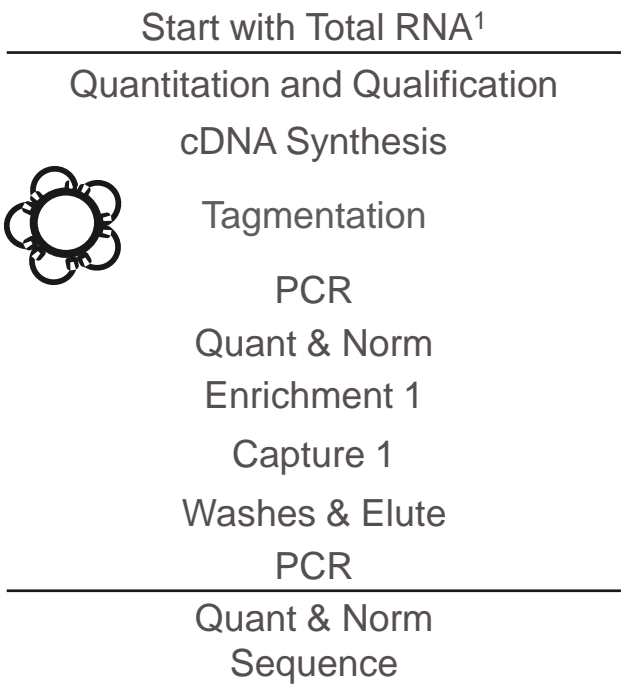 Start with Total RNA¹
Quantitation and Qualification
cDNA Synthesis
Tagmentation
PCR
Quant & Norm
Enrichment 1
Capture 1
Washes & Elute
PCR
Quant & Norm
Sequence